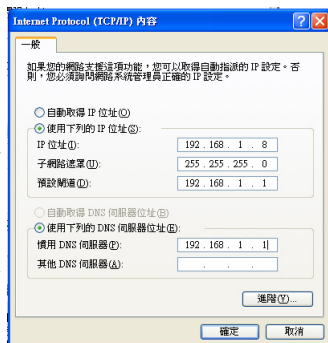 Internet Protocol (TCP/IP) 內容
一般
如果您的網路支援這項功能，您可以取得自動指派的 IP 設定。否
則，您必須詢問網路系統管理員正確的 IP 設定。
自動取得 IP 位址(O)
使用下列的 IP 位址(S):
IP 位址(I): 192 . 168 . 1 . 8
子網路遮罩(U): 255 . 255 . 255 . 0
預設閘道(D): 192 . 168 . 1 . 1
自動取得 DNS 伺服器位址(B)
使用下列的 DNS 伺服器位址(E):
慣用 DNS 伺服器(P): 192 . 168 . 1 . 1
其他 DNS 伺服器(A): . . .
進階(V)...
確定 取消